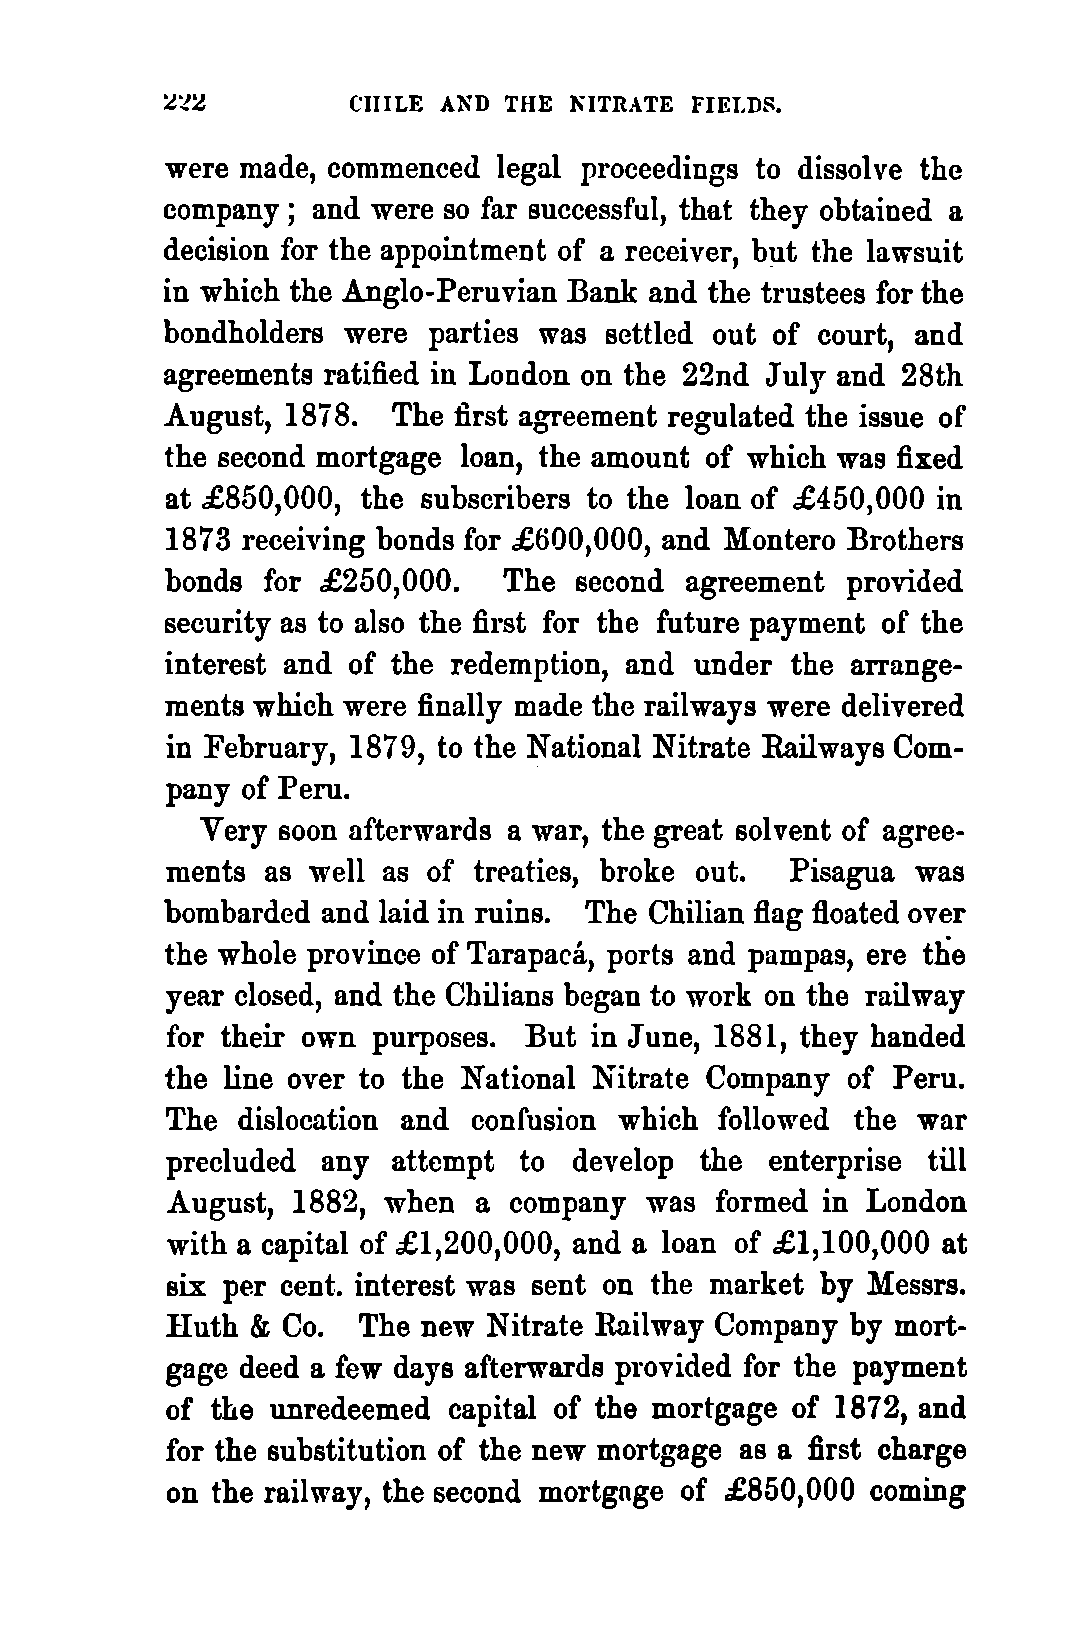 222 CHILE AND THE NITRATE FIELDS.
were made, commenced legal proceedings to dissolve the
company; and were so far successful, that they obtained a
decision for the appointment of a receiver, but the lawsuit
in which the Anglo-Peruvian Bank and the trustees for the
bondholders were parties was settled out of court, and
agreements ratified in London on the 22nd July and 28th
August, 1878. The first agreement regulated the issue of
the second mortgage loan, the amount of which was fixed
at £850,000, the subscribers to the loan of £450,000 in
1873 receiving bonds for £600,000, and Montero Brothers
bonds for £250,000. The second agreement provided
security as to also the first for the future payment of the
interest and of the redemption, and under the arrange-
ments which were finally made the railways were delivered
in February, 1879, to the National Nitrate Railways Com-
pany of Peru.
Very soon afterwards a war, the great solvent of agree-
ments as well as of treaties, broke out. Pisagua was
bombarded and laid in ruins. The Chilian flag floated over
the whole province of Tarapacá, ports and pampas, ere the
year closed, and the Chilians began to work on the railway
for their own purposes. But in June, 1881, they handed
the line over to the National Nitrate Company of Peru.
The dislocation and confusion which followed the war
precluded any attempt to develop the enterprise till
August, 1882, when a company was formed in London
with a capital of £1,200,000, and a loan of £1,100,000 at
six per cent. interest was sent on the market by Messrs.
Huth & Co. The new Nitrate Railway Company by mort-
gage deed a few days afterwards provided for the payment
of the unredeemed capital of the mortgage of 1872, and
for the substitution of the new mortgage as a first charge
on the railway, the second mortgage of £850,000 coming